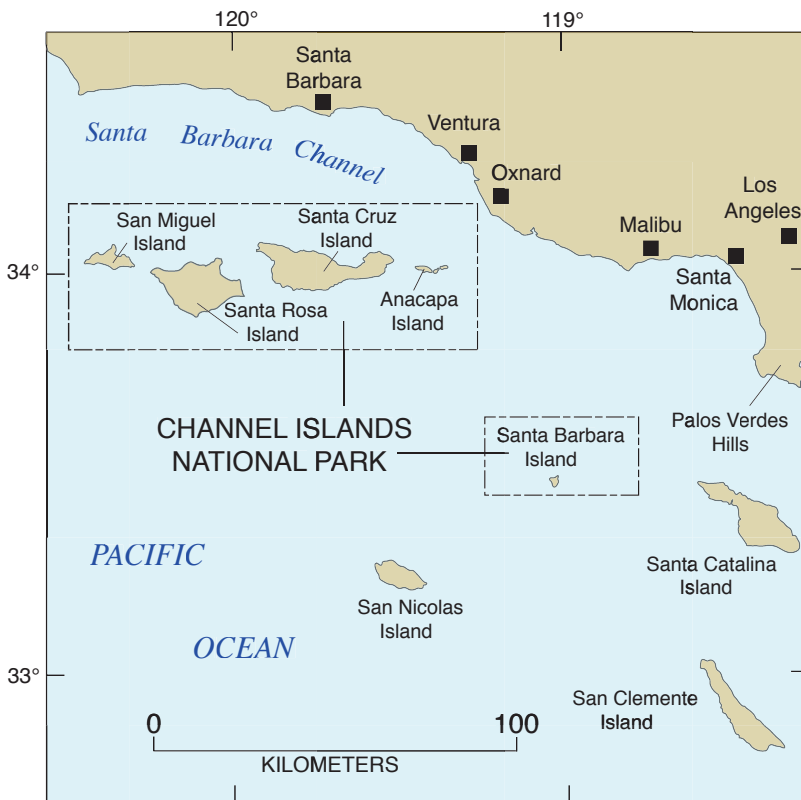 120°
119°
Santa
Barbara
Ventura
Santa Barbara Channel
Oxnard
Los
Angeles
San Miguel
Island
Santa Cruz
Island
Malibu
34°
Santa
Monica
Anacapa
Island
Santa Rosa
Island
CHANNEL ISLANDS
NATIONAL PARK
Santa Barbara
Island
Palos Verdes
Hills
PACIFIC
OCEAN
Santa Catalina
Island
San Nicolas
Island
33°
San Clemente
Island
0 100
KILOMETERS